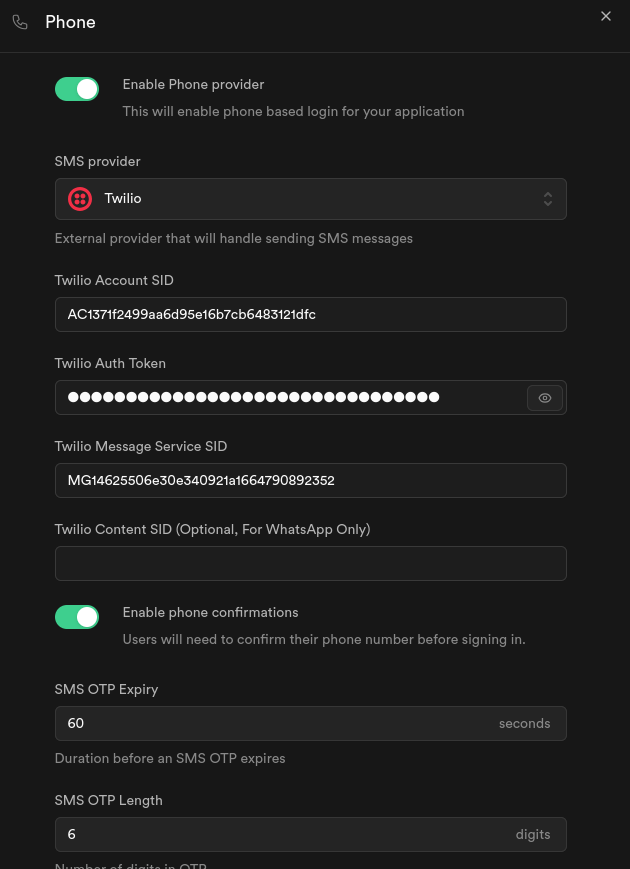 Phone
Enable Phone provider
This will enable phone based login for your application
SMS provider
Twilio
External provider that will handle sending SMS messages
Twilio Account SID
AC1371f2499aa6d95e16b7cb6483121dfc
Twilio Auth Token
●●●●●●●●●●●●●●●●●●●●●●●●●●●●●●●●
Twilio Message Service SID
MG14625506e30e340921a1664790892352
Twilio Content SID (Optional, For WhatsApp Only)
Enable phone confirmations
Users will need to confirm their phone number before signing in.
SMS OTP Expiry
60 seconds
Duration before an SMS OTP expires
SMS OTP Length
6 digits
Number of digits in OTP